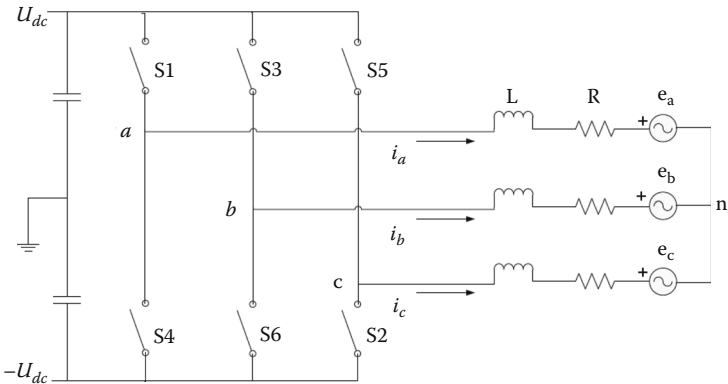 U_dc
S1 S3 S5
L R e_a
a + i_a
e_b
b + n
i_b
e_c
c +
i_c
S4 S6 S2
−U_dc